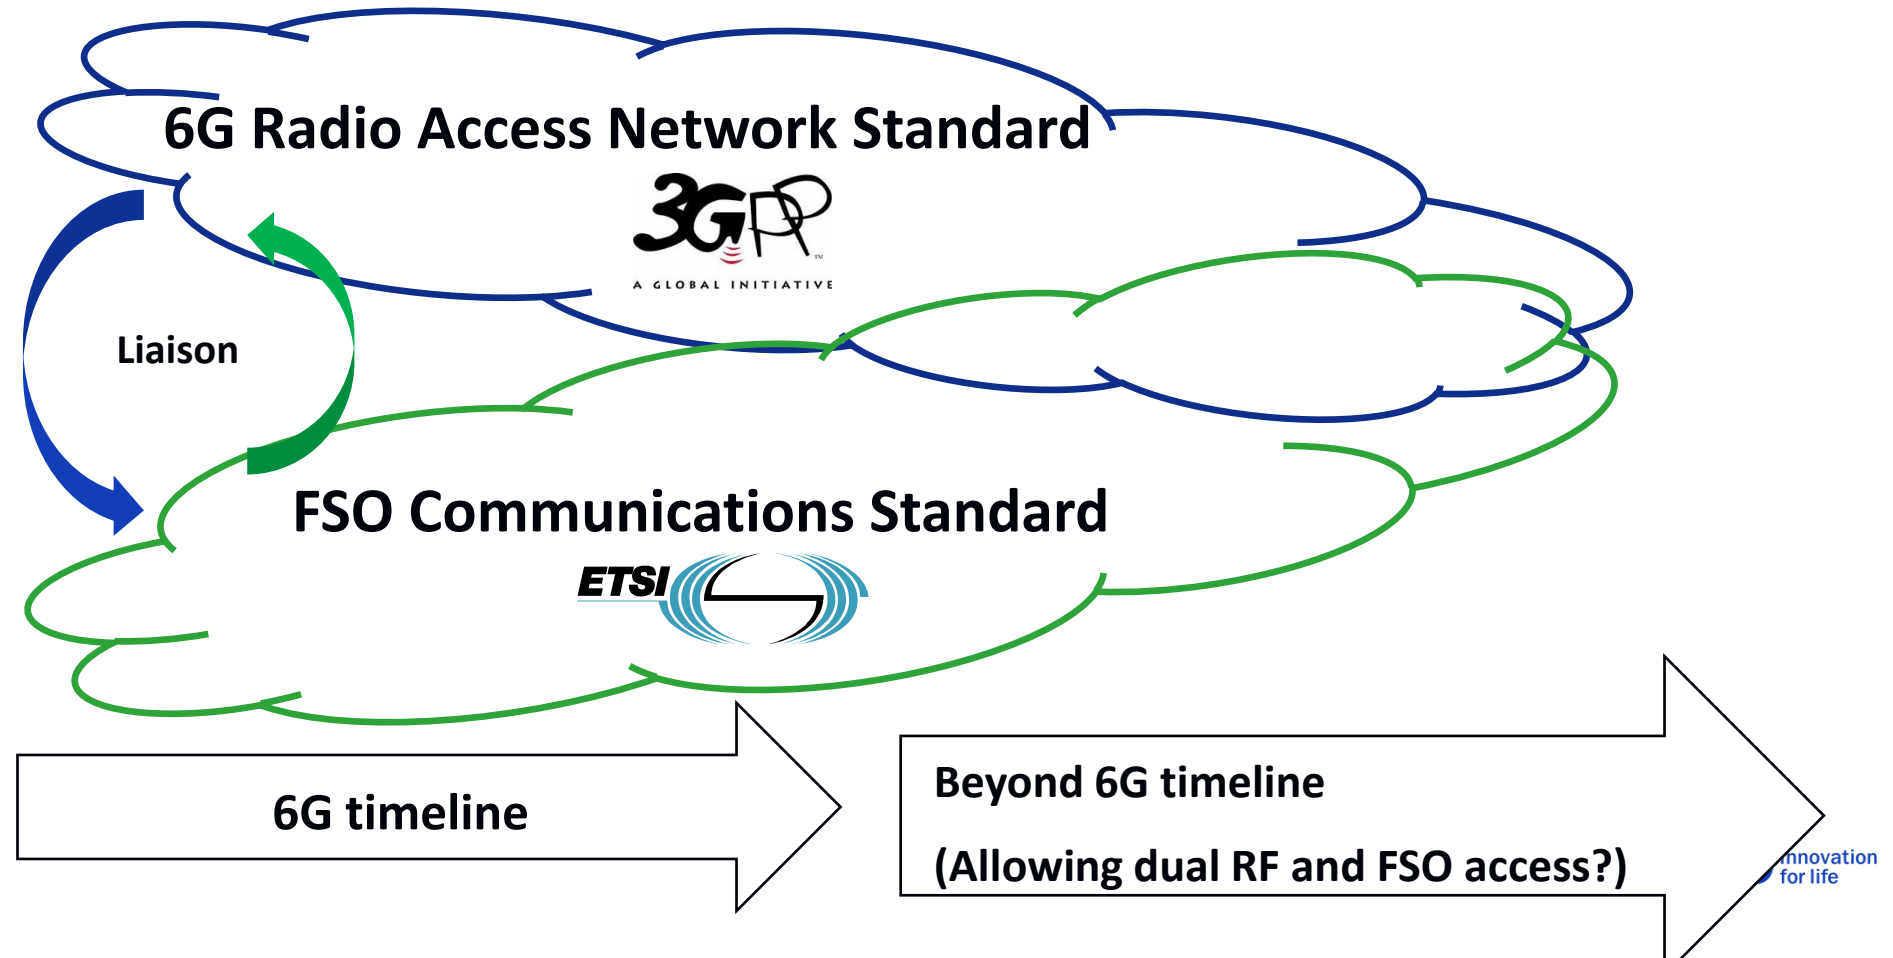 6G Radio Access Network Standard
3GPP
TM
A GLOBAL INITIATIVE
Liaison
FSO Communications Standard
ETSI
6G timeline
Beyond 6G timeline
(Allowing dual RF and FSO access?)
for life